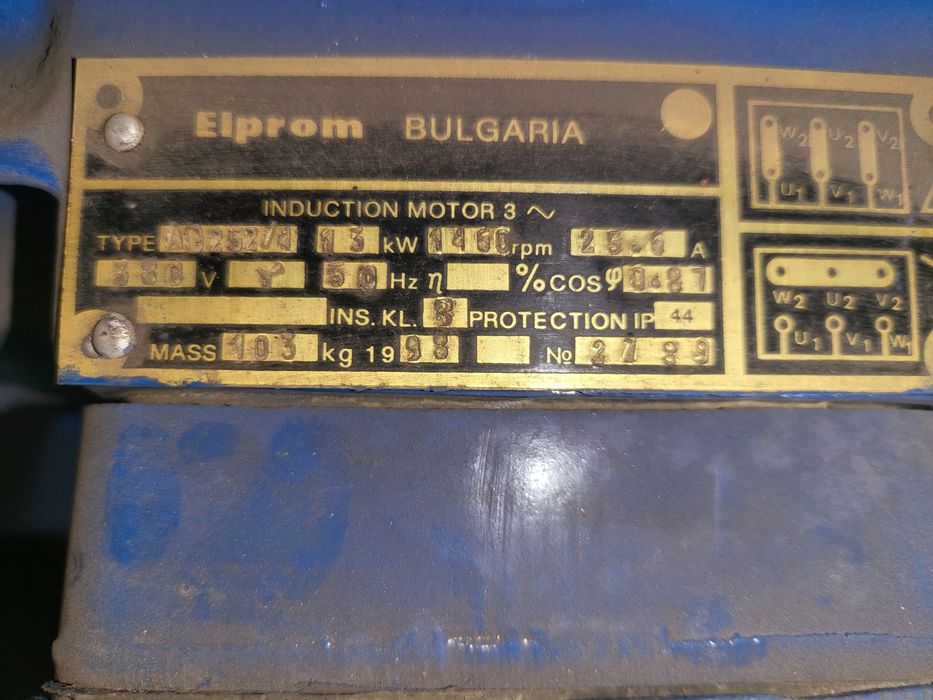 Elprom BULGARIA
INDUCTION MOTOR 3 ~
TYPE 13 kW 1460 rpm 25.6 A
380 V Y 50 Hz η % cos φ 0.87
INS. KL. B PROTECTION IP 44
MASS 103 kg 1998 No
W2 U2 V2
U1 V1 W1
W2 U2 V2
U1 V1 W1